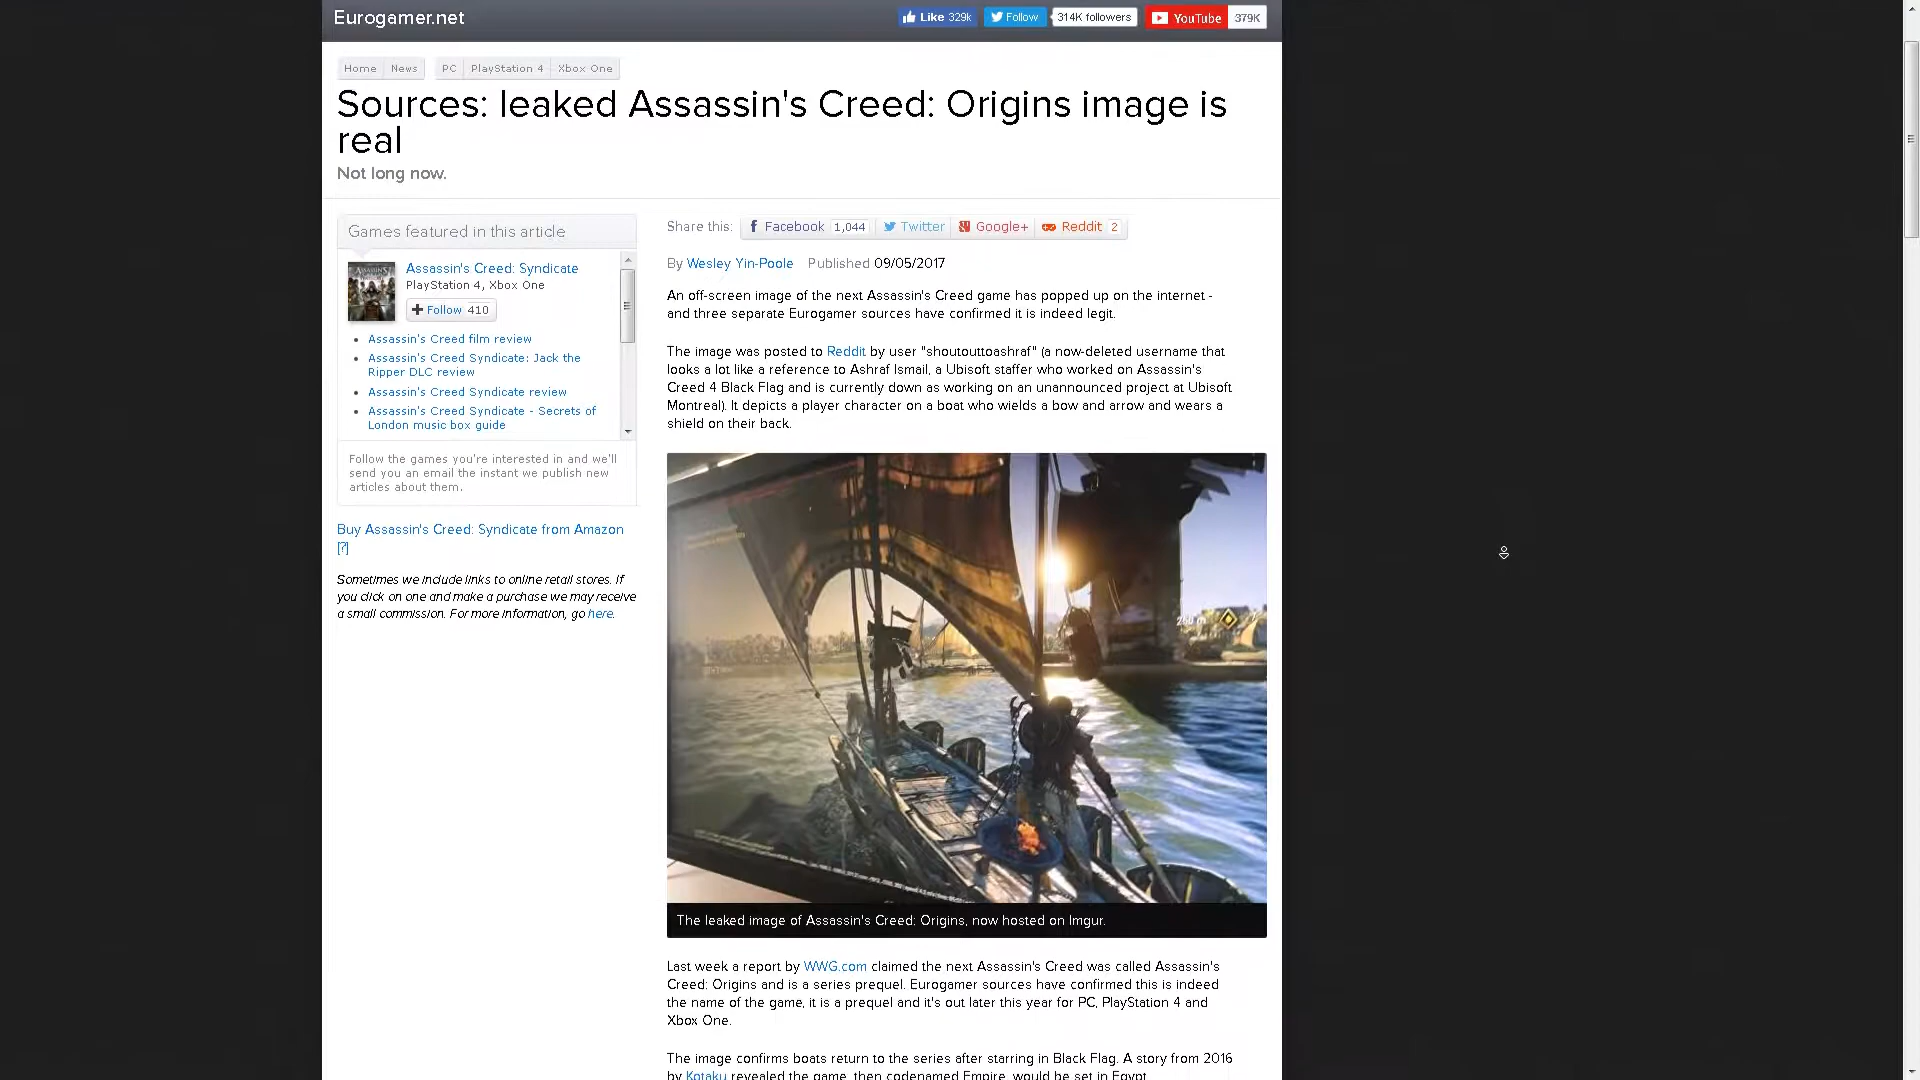 Eurogamer.net
Like 329k
Follow
314K followers
YouTube
379K
Home
News
PC
PlayStation 4
Xbox One
Sources: leaked Assassin's Creed: Origins image is
real
Not long now.
Games featured in this article
Assassin's Creed: Syndicate
PlayStation 4, Xbox One
Follow 410
Assassin's Creed film review
Assassin's Creed Syndicate: Jack the
Ripper DLC review
Assassin's Creed Syndicate review
Assassin's Creed Syndicate - Secrets of
London music box guide
Follow the games you're interested in and we'll
send you an email the instant we publish new
articles about them.
Buy Assassin's Creed: Syndicate from Amazon
[?]
Sometimes we include links to online retail stores. If
you click on one and make a purchase we may receive
a small commission. For more information, go here.
Share this:
Facebook 1,044
Twitter
Google+
Reddit 2
By Wesley Yin-Poole Published 09/05/2017
An off-screen image of the next Assassin's Creed game has popped up on the internet -
and three separate Eurogamer sources have confirmed it is indeed legit.
The image was posted to Reddit by user "shoutouttoashraf" (a now-deleted username that
looks a lot like a reference to Ashraf Ismail, a Ubisoft staffer who worked on Assassin's
Creed 4 Black Flag and is currently down as working on an unannounced project at Ubisoft
Montreal). It depicts a player character on a boat who wields a bow and arrow and wears a
shield on their back.
The leaked image of Assassin's Creed: Origins, now hosted on Imgur.
Last week a report by WWG.com claimed the next Assassin's Creed was called Assassin's
Creed: Origins and is a series prequel. Eurogamer sources have confirmed this is indeed
the name of the game, it is a prequel and it's out later this year for PC, PlayStation 4 and
Xbox One.
The image confirms boats return to the series after starring in Black Flag. A story from 2016
by Kotaku revealed the game, then codenamed Empire, would be set in Egypt.